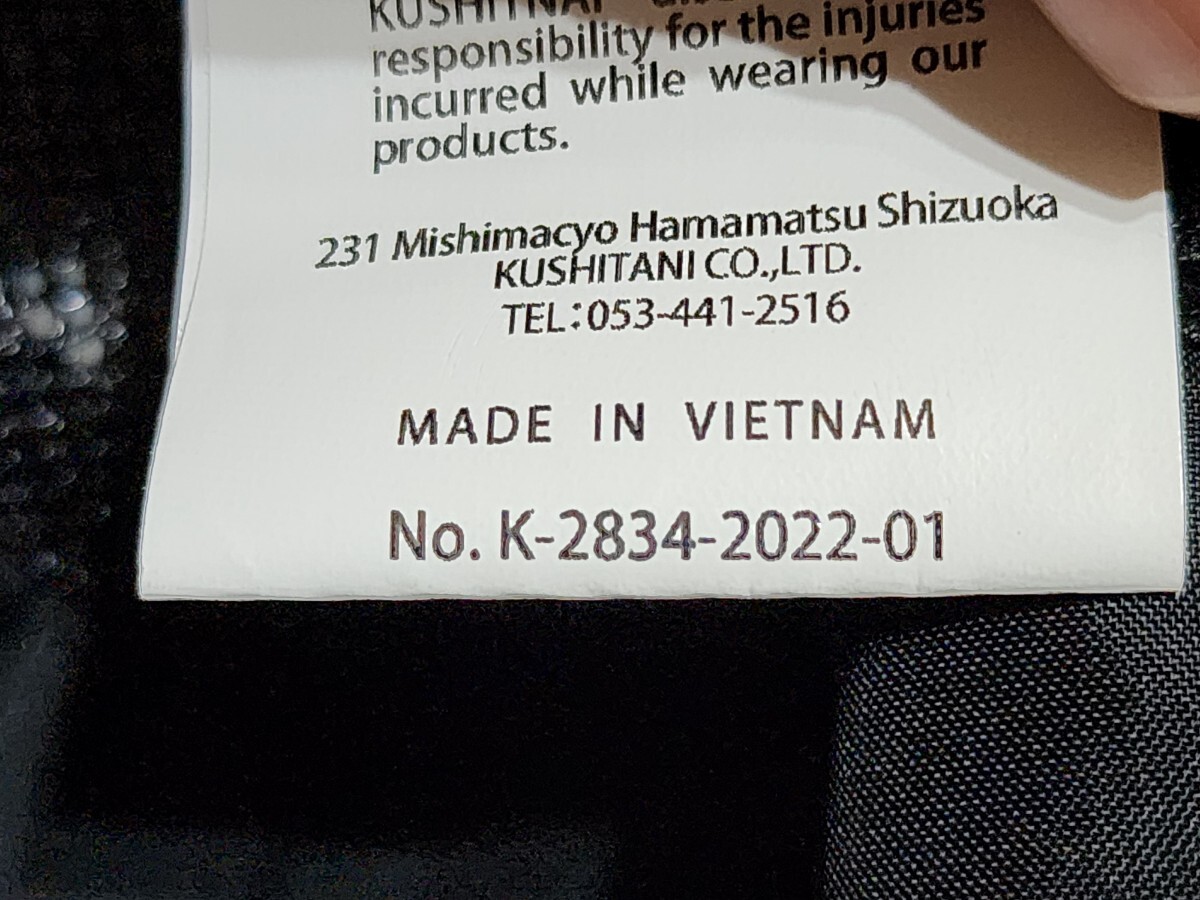 responsibility for the injuries
incurred while wearing our
products.
231 Mishimacyo Hamamatsu Shizuoka
KUSHITANI CO.,LTD.
TEL:053-441-2516
MADE IN VIETNAM
No. K-2834-2022-01